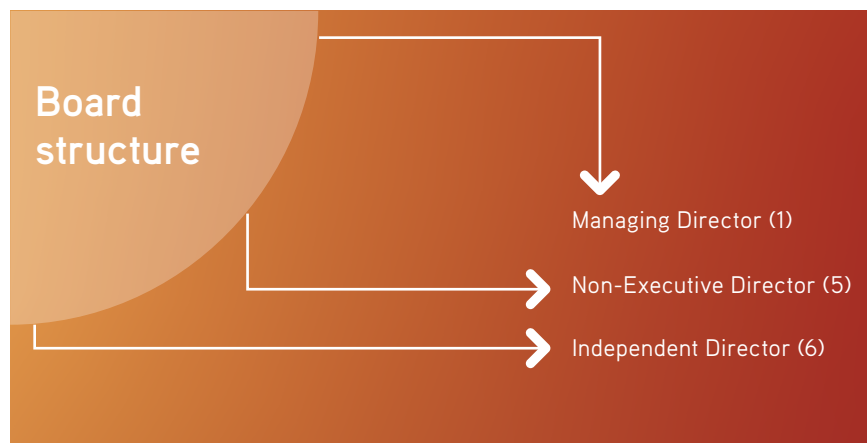 Board
structure
Managing Director (1)
Non-Executive Director (5)
Independent Director (6)